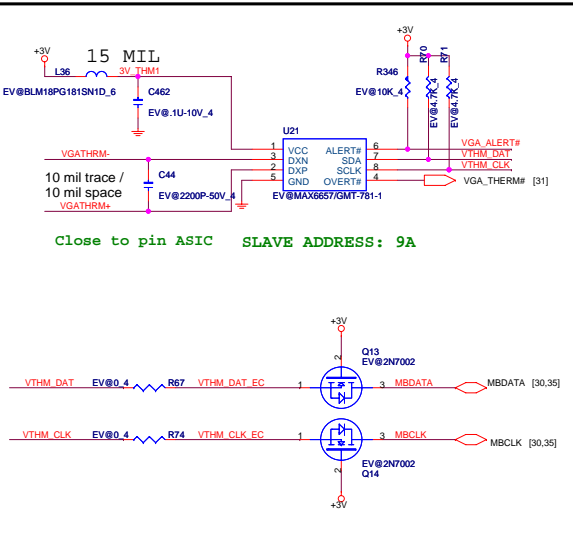 +3V
15 MIL
L36
3V_THM1
EV@BLM18PG181SN1D_6
C462
EV@.1U-10V_4
+3V
R346
EV@10K_4
R70
EV@4.7K_4
R71
EV@4.7K_4
U21
1 VCC ALERT# 6 VGA_ALERT#
3 DXN SDA 7 VTHM_DAT
2 DXP SCLK 8 VTHM_CLK
5 GND OVERT# 4 VGA_THERM# [31]
EV@MAX6657/GMT-781-1
VGATHRM-
10 mil trace /
10 mil space
C44
EV@2200P-50V_4
VGATHRM+
Close to pin ASIC SLAVE ADDRESS: 9A
+3V
Q13
EV@2N7002
2
VTHM_DAT EV@0_4 R67 VTHM_DAT_EC 1 3 MBDATA MBDATA [30,35]
VTHM_CLK EV@0_4 R74 VTHM_CLK_EC 1 3 MBCLK MBCLK [30,35]
EV@2N7002
Q14
2
+3V